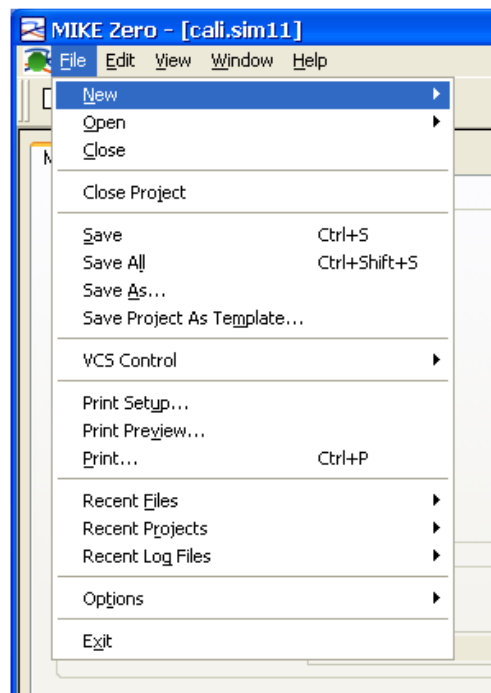 MIKE Zero - [cali.sim11]
File Edit View Window Help
New
Open
Close
Close Project
Save Ctrl+S
Save All Ctrl+Shift+S
Save As...
Save Project As Template...
VCS Control
Print Setup...
Print Preview...
Print... Ctrl+P
Recent Files
Recent Projects
Recent Log Files
Options
Exit